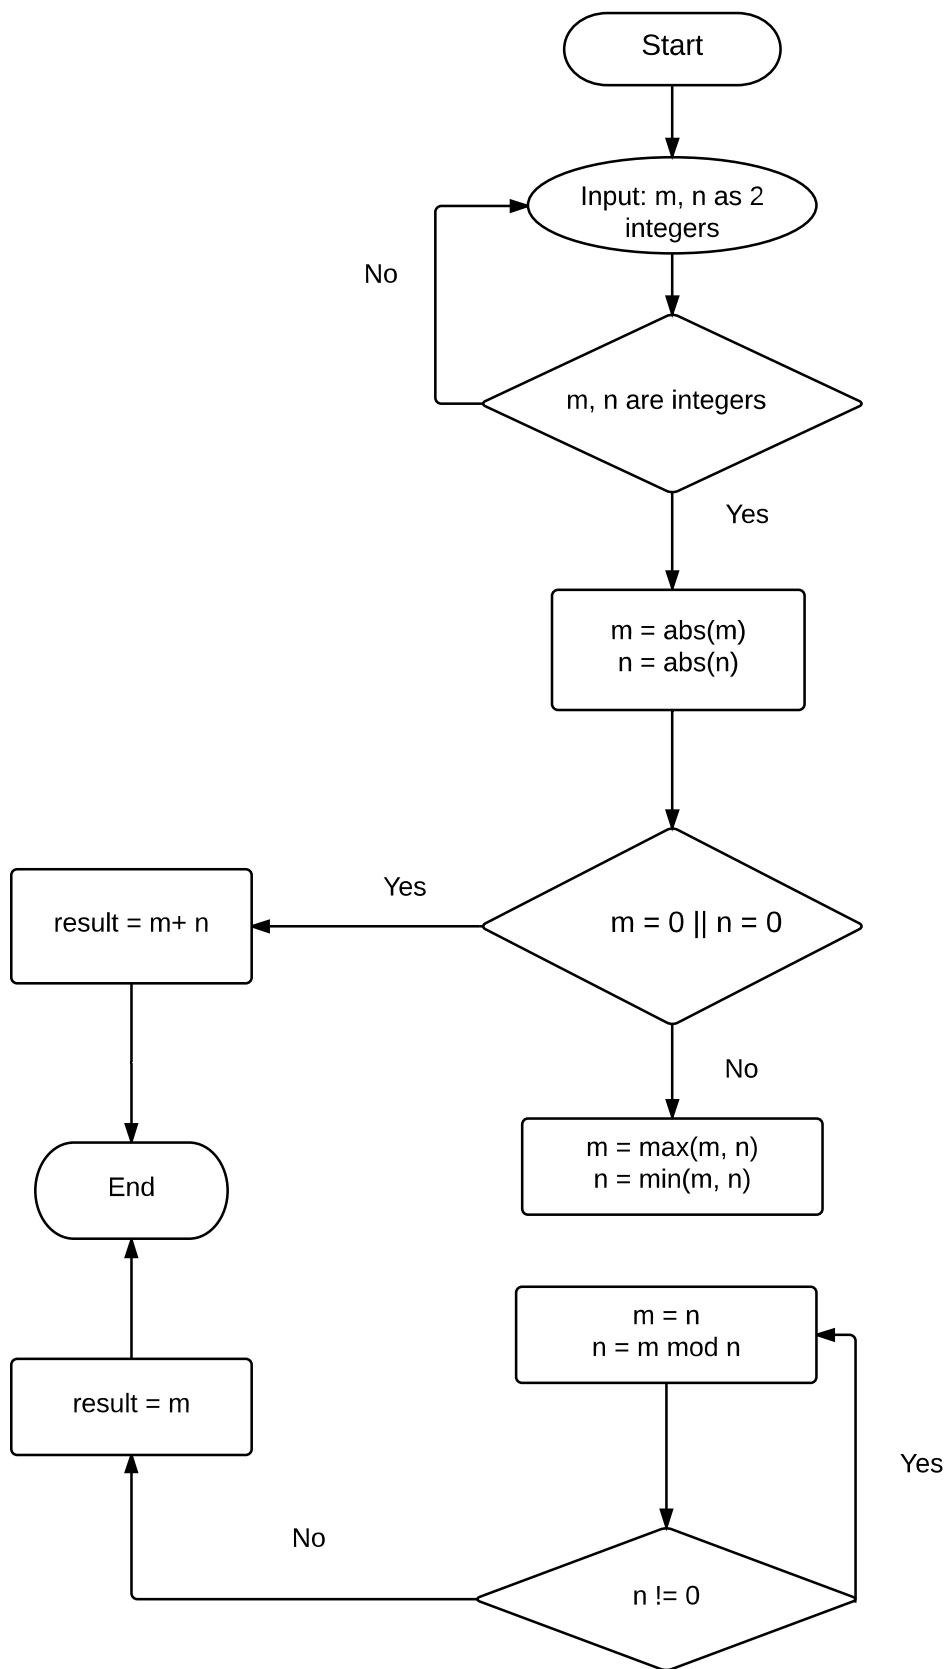 Start
Input: m, n as 2
integers
No
m, n are integers
Yes
m = abs(m)
n = abs(n)
Yes
result = m+ n
m = 0 || n = 0
No
m = max(m, n)
n = min(m, n)
End
m = n
n = m mod n
result = m
Yes
No
n != 0